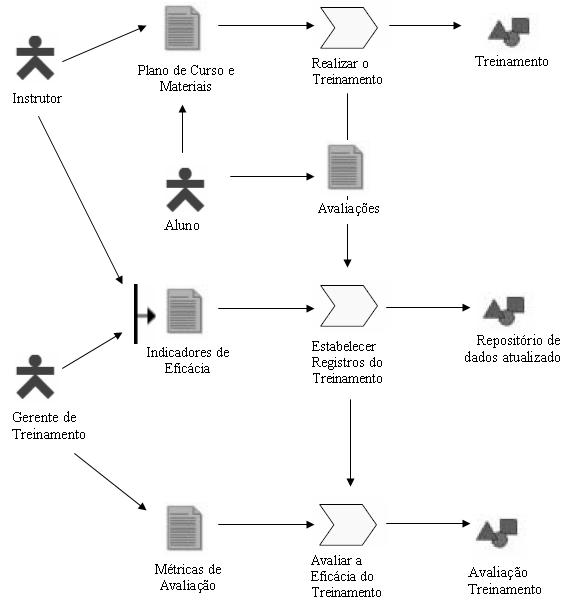 Instrutor
Plano de Curso e
Materiais
Realizar o
Treinamento
Treinamento
Aluno
Avaliações
Indicadores de
Eficácia
Estabelecer
Registros do
Treinamento
Repositório de
dados atualizado
Gerente de
Treinamento
Métricas de
Avaliação
Avaliar a
Eficácia do
Treinamento
Avaliação
Treinamento